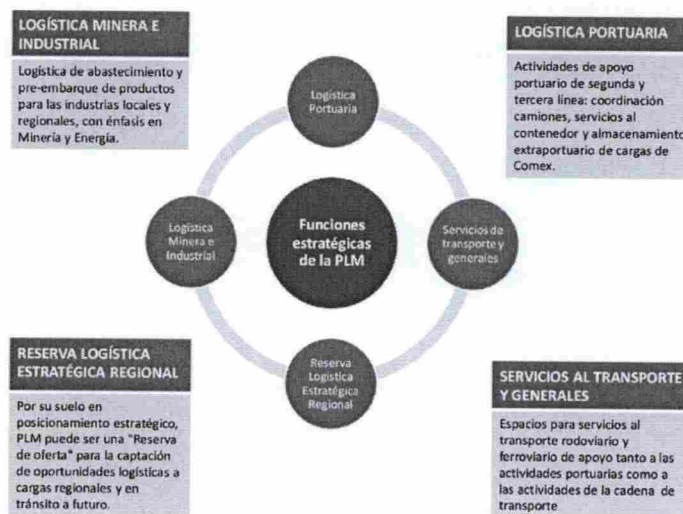 LOGÍSTICA MINERA E
INDUSTRIAL
Logística de abastecimiento y
pre-embarque de productos
para las industrias locales y
regionales, con énfasis en
Minería y Energía.
LOGÍSTICA PORTUARIA
Actividades de apoyo
portuario de segunda y
tercera línea: coordinación
camiones, servicios al
contenedor y almacenamiento
extraportuario de cargas de
Comex.
Logística
Portuaria
Logística
Minera e
Industrial
Funciones
estratégicas
de la PLM
Servicios de
transporte y
generales
Reserva
Logística
Estratégica
Regional
RESERVA LOGÍSTICA
ESTRATÉGICA REGIONAL
Por su suelo en
posicionamiento estratégico,
PLM puede ser una "Reserva
de oferta" para la captación
de oportunidades logísticas a
cargas regionales y en
tránsito a futuro.
SERVICIOS AL TRANSPORTE
Y GENERALES
Espacios para servicios al
transporte rodoviario y
ferroviario de apoyo tanto a las
actividades portuarias como a
las actividades de la cadena de
transporte